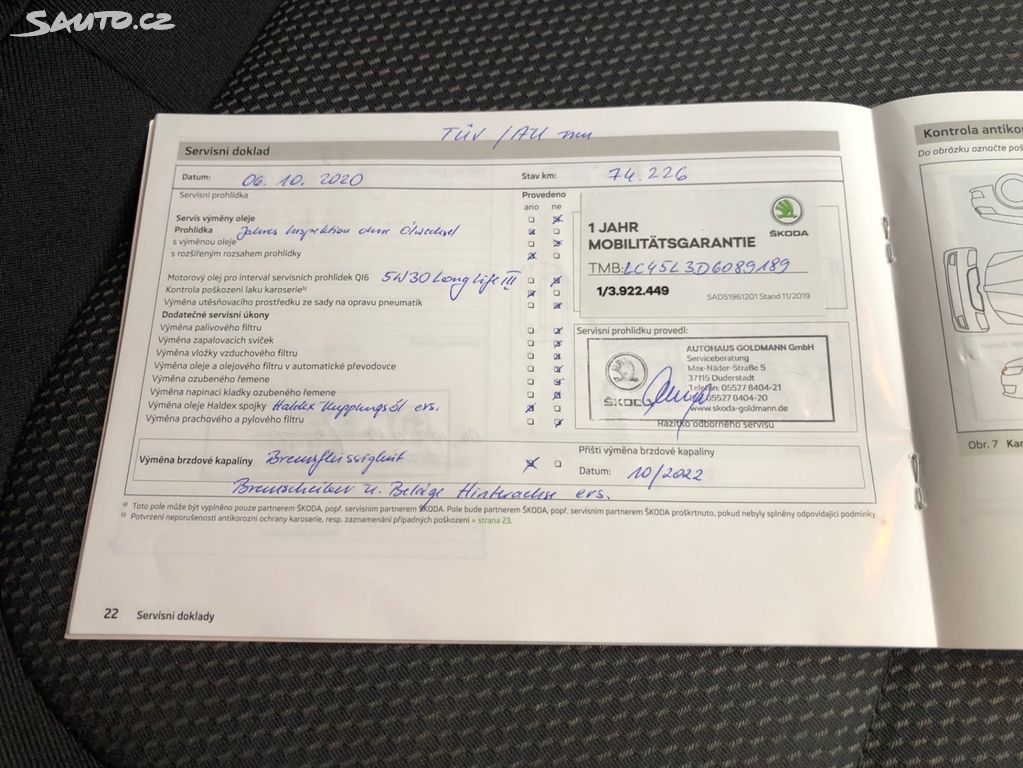 SAUTO.CZ
TÜV / AU neu
Servisní doklad
Datum: 06. 10. 2020 Stav km: 74.226
Servisní prohlídka Provedeno
ano ne
Servis výměny oleje
Prohlídka Jahres Inspektion ohne Ölwechsel
s výměnou oleje
s rozšířeným rozsahem prohlídky
Motorový olej pro interval servisních prohlídek QI6 5W30 Longlife III
Kontrola poškození laku karoserie b)
Výměna utěsňovacího prostředku ze sady na opravu pneumatik
Dodatečné servisní úkony
Výměna palivového filtru
Výměna zapalovacích svíček
Výměna vložky vzduchového filtru
Výměna oleje a olejového filtru v automatické převodovce
Výměna ozubeného řemene
Výměna napínací kladky ozubeného řemene
Výměna oleje Haldex spojky Haldex Kupplungsöl ers.
Výměna prachového a pylového filtru
1 JAHR
MOBILITÄTSGARANTIE
ŠKODA
TMB: LC45L3D6089189
1/3.922.449
SAD51961201 Stand 11/2019
Servisní prohlídku provedl:
AUTOHAUS GOLDMANN GmbH
Serviceberatung
Max-Näder-Straße 5
37115 Duderstadt
Telefon: 05527 8404-21
05527 8404-20
www.skoda-goldmann.de
ŠKODA
Razítko odborného servisu
Výměna brzdové kapaliny Bremsflüssigkeit
Příští výměna brzdové kapaliny
Datum: 10/2022
Bremscheiben u. Beläge Hinterachse ers.
a) Toto pole může být vyplněno pouze partnerem ŠKODA, popř. servisním partnerem ŠKODA. Pole bude partnerem ŠKODA, popř. servisním partnerem ŠKODA proškrtnuto, pokud nebyly splněny odpovídající podmínky.
b) Potvrzení neporušenosti antikorozní ochrany karoserie, resp. zaznamenání případných poškození » strana 23.
22 Servisní doklady
Kontrola
Do obrázku označte
Obr. 7